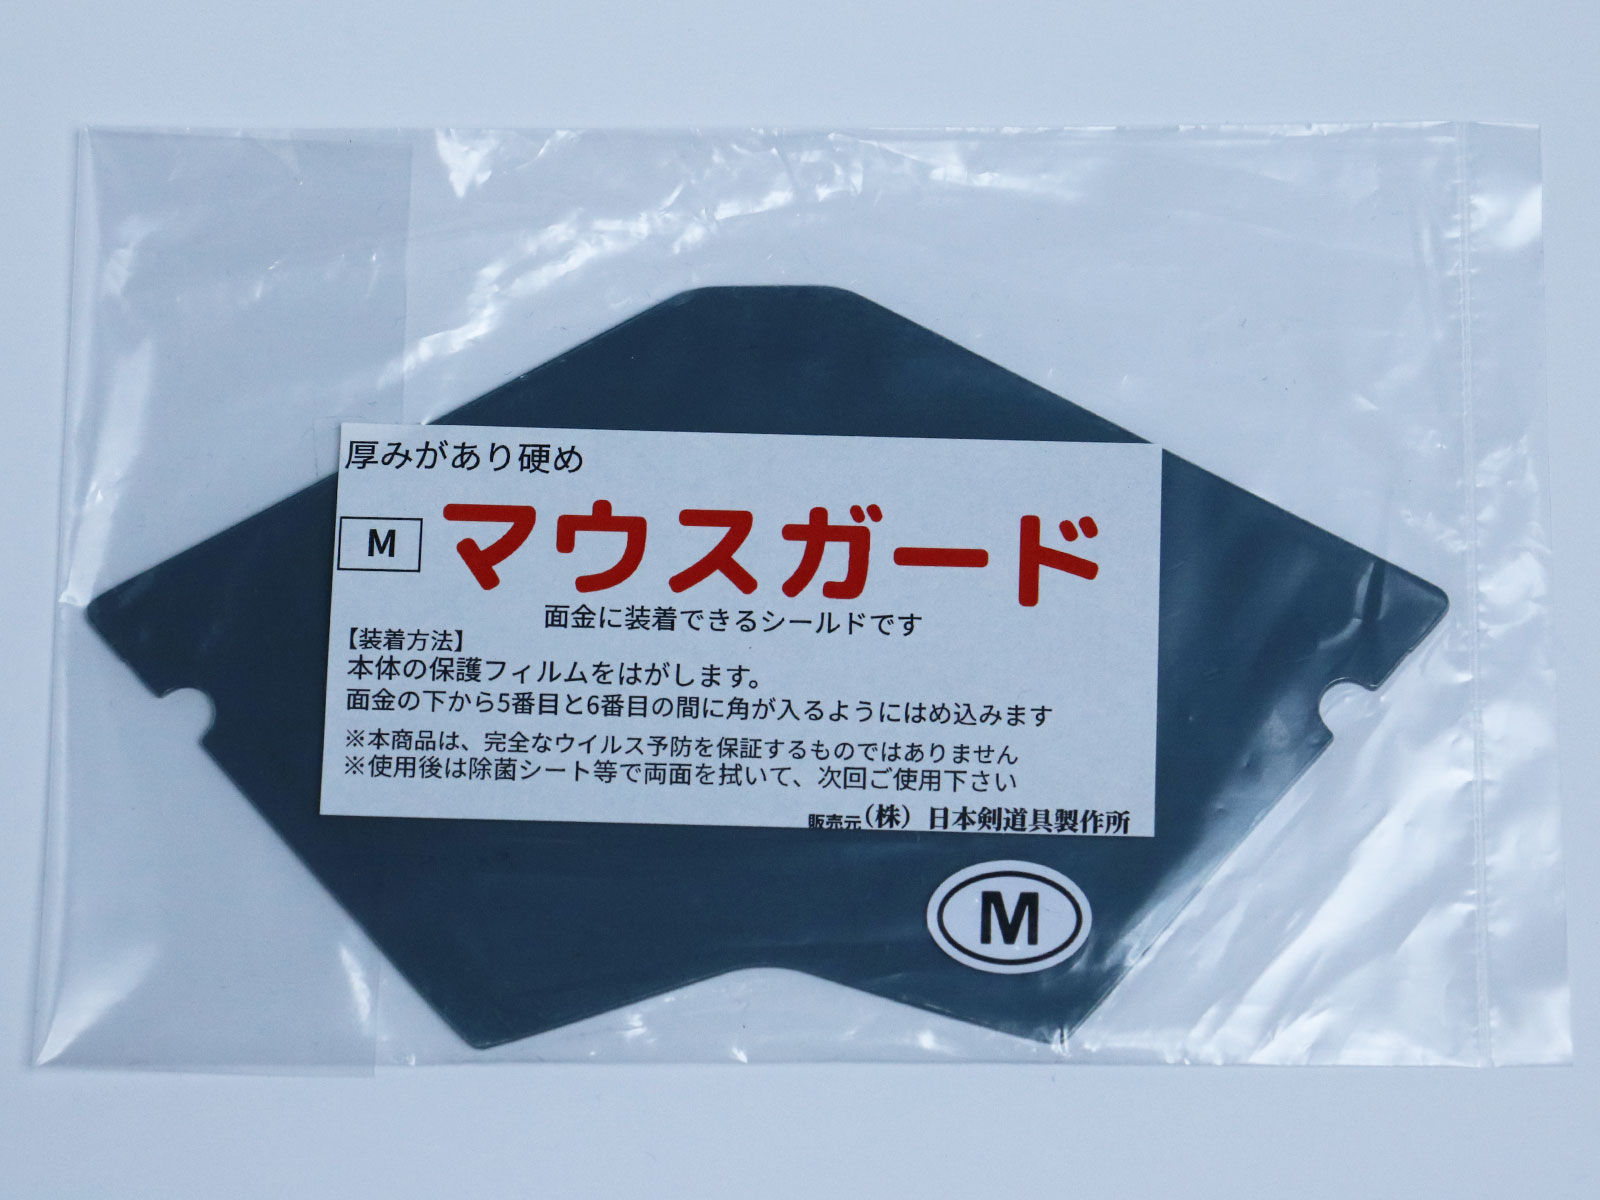 厚みがあり硬め
M マウスガード
面金に装着できるシールドです
【装着方法】
本体の保護フィルムをはがします。
面金の下から5番目と6番目の間に角が入るようにはめ込みます
※本商品は、完全なウイルス予防を保証するものではありません
※使用後は除菌シート等で両面を拭いて、次回ご使用下さい
販売元(株)日本剣道具製作所
M